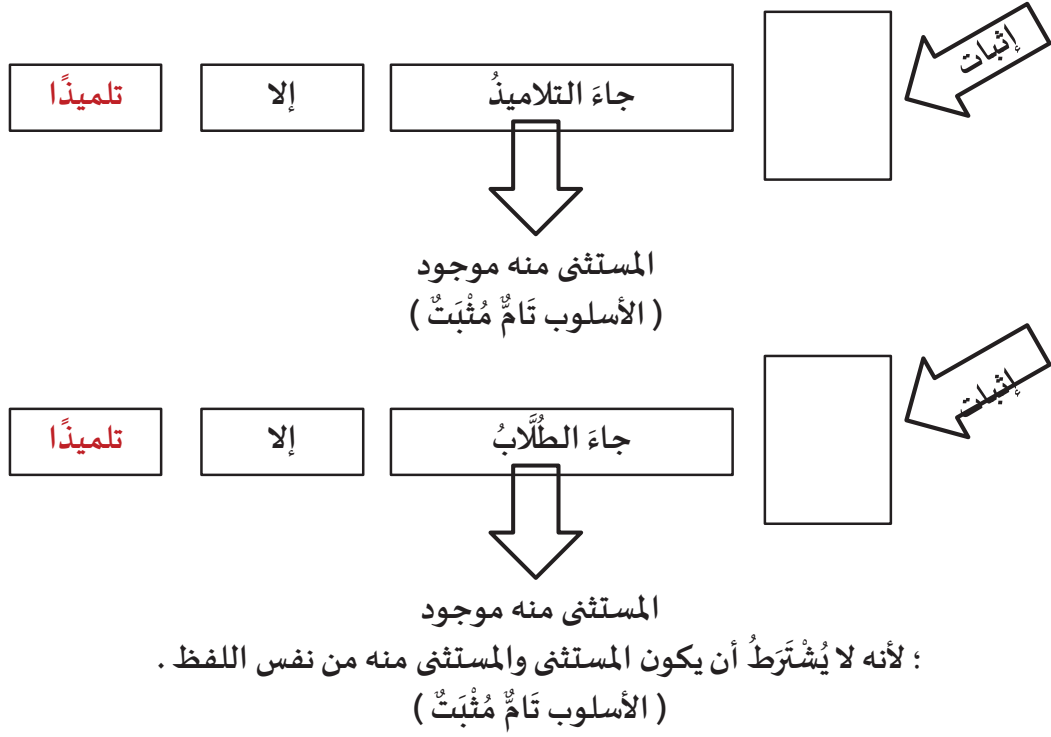 إثبات
جاءَ التلاميذُ إلا تلميذًا
المستثنى منه موجود
( الأسلوب تَامٌّ مُثْبَتٌ )
إثبات
جاءَ الطُلَّابُ إلا تلميذًا
المستثنى منه موجود
؛ لأنه لا يُشْتَرَطُ أن يكون المستثنى والمستثنى منه من نفس اللفظ .
( الأسلوب تَامٌّ مُثْبَتٌ )